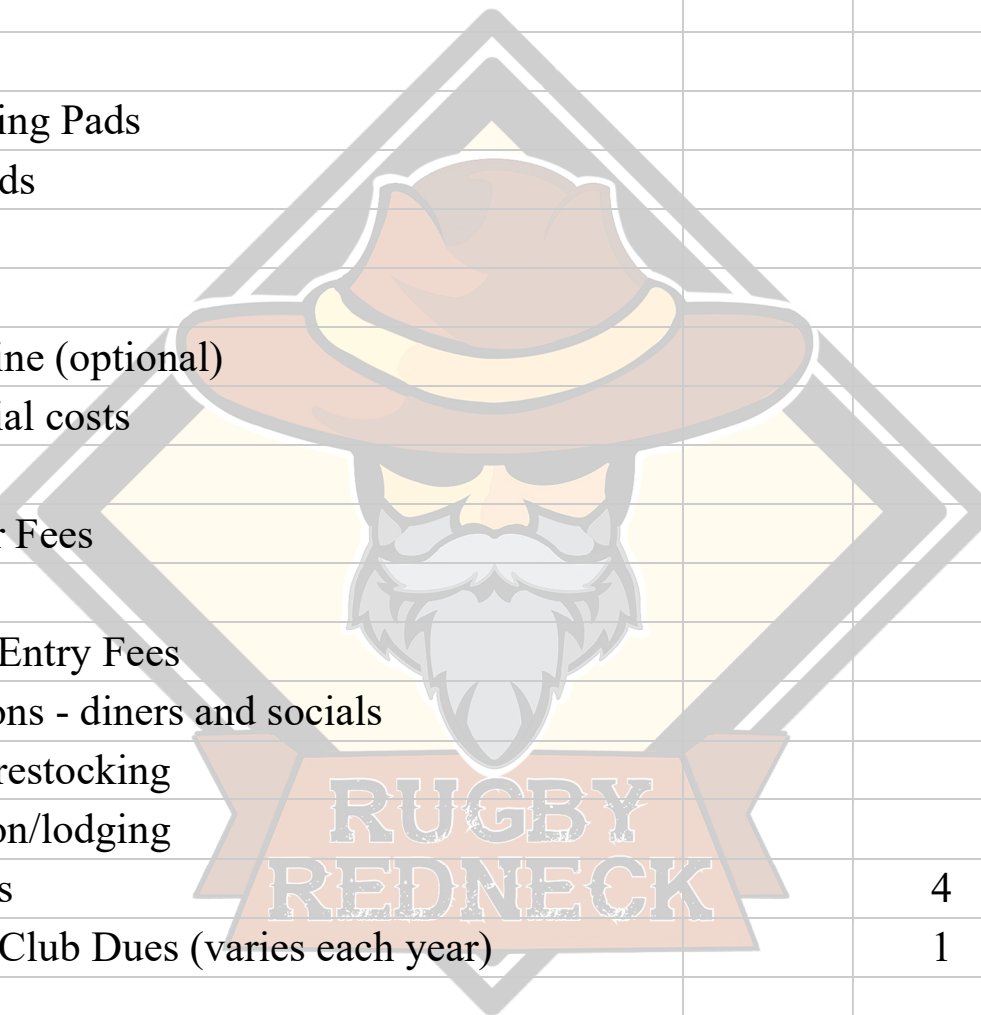 ing Pads
ds
ine (optional)
ial costs
r Fees
Entry Fees
ons - diners and socials
restocking
on/lodging
s 4
Club Dues (varies each year) 1
RUGBY
REDNECK